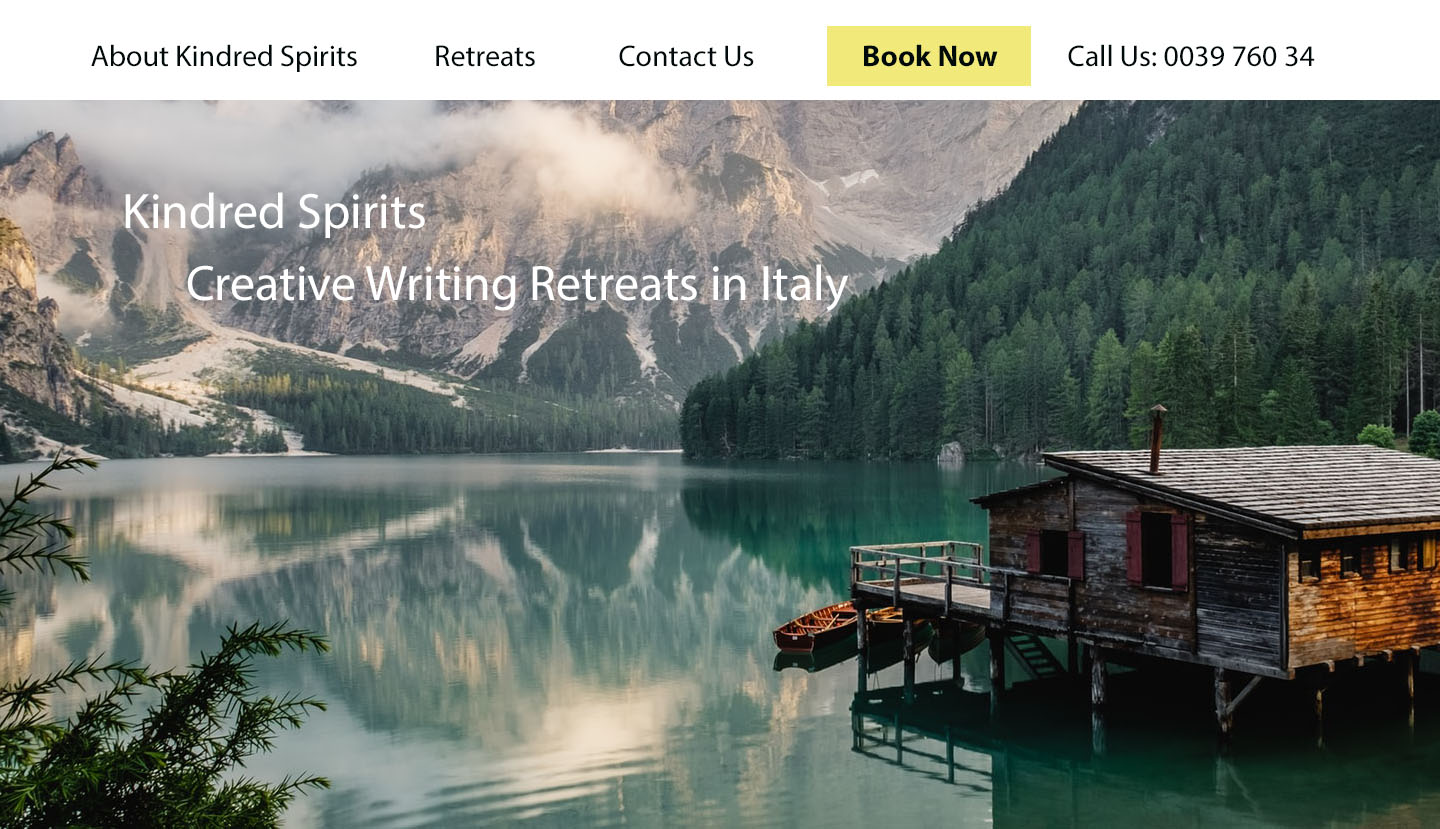 About Kindred Spirits Retreats Contact Us Book Now Call Us: 0039 760 34
Kindred Spirits
Creative Writing Retreats in Italy